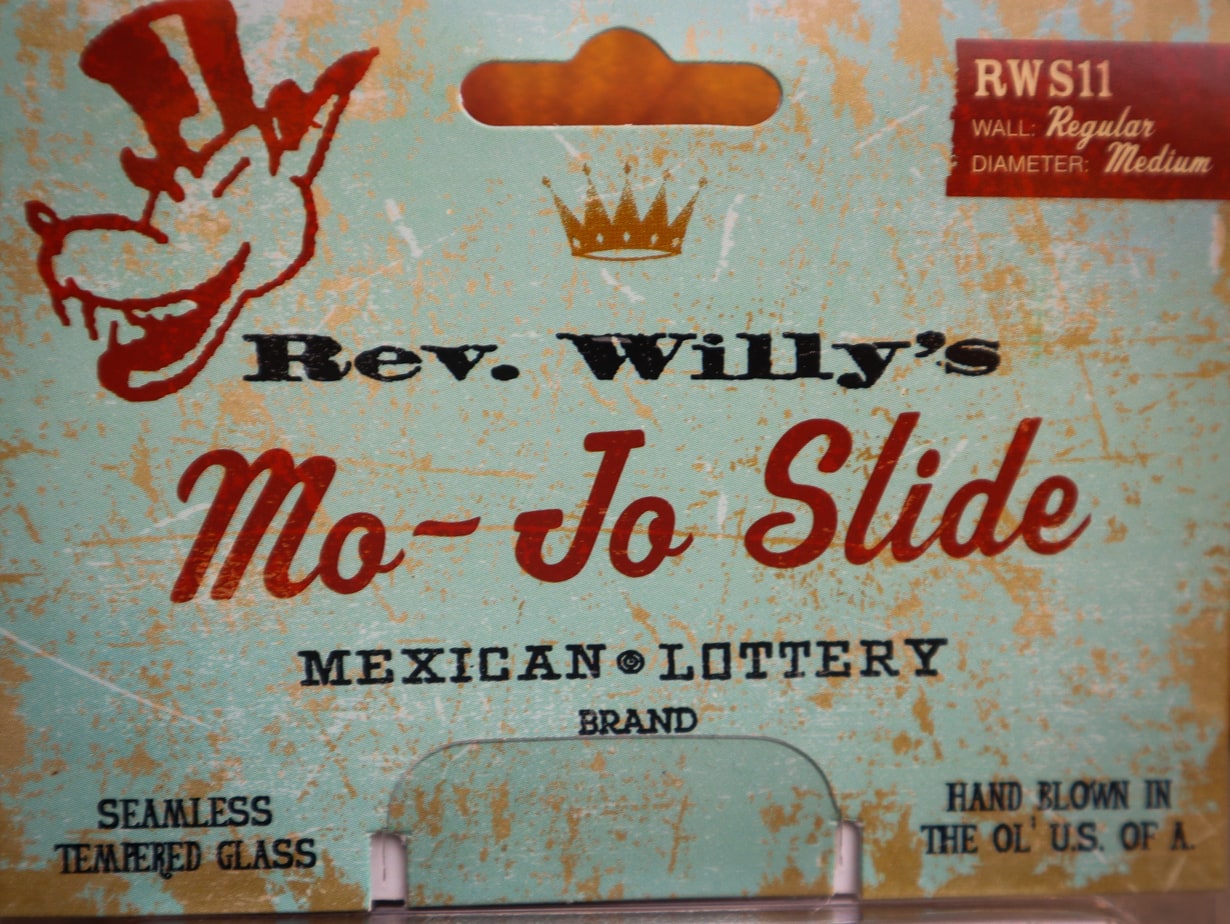 RWS11
WALL: Regular
DIAMETER: Medium
Rev. Willy's
Mo-Jo Slide
MEXICAN LOTTERY
BRAND
SEAMLESS
TEMPERED GLASS
HAND BLOWN IN
THE OL' U.S. OF A.